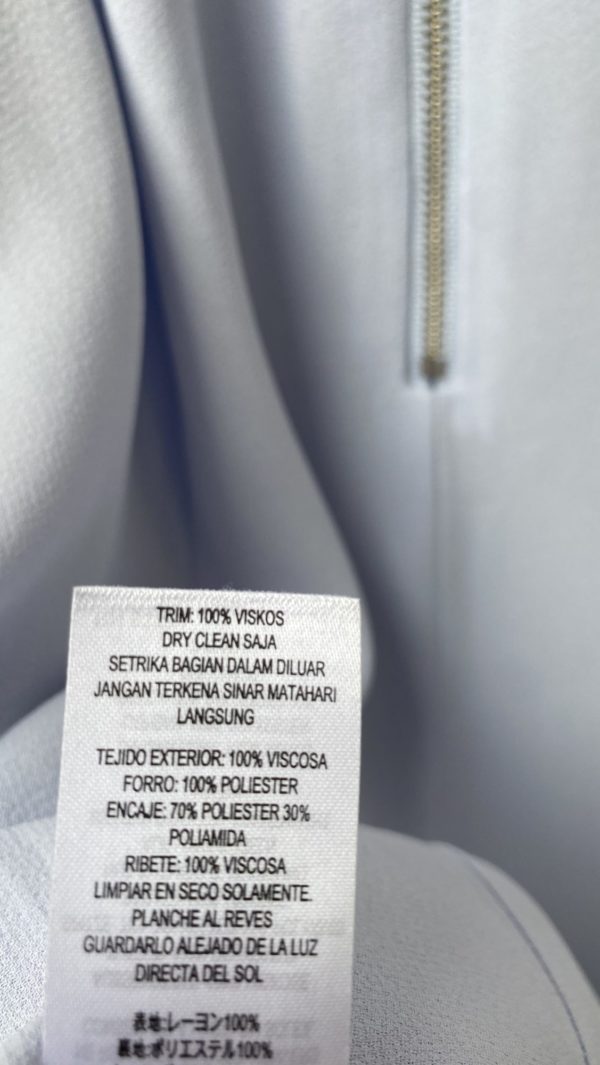 TRIM: 100% VISKOS
DRY CLEAN SAJA
SETRIKA BAGIAN DALAM DILUAR
JANGAN TERKENA SINAR MATAHARI
LANGSUNG
TEJIDO EXTERIOR: 100% VISCOSA
FORRO: 100% POLIESTER
ENCAJE: 70% POLIESTER 30%
POLIAMIDA
RIBETE: 100% VISCOSA
LIMPIAR EN SECO SOLAMENTE.
PLANCHE AL REVES
GUARDARLO ALEJADO DE LA LUZ
DIRECTA DEL SOL
表地:レーヨン100%
裏地:ポリエステル100%